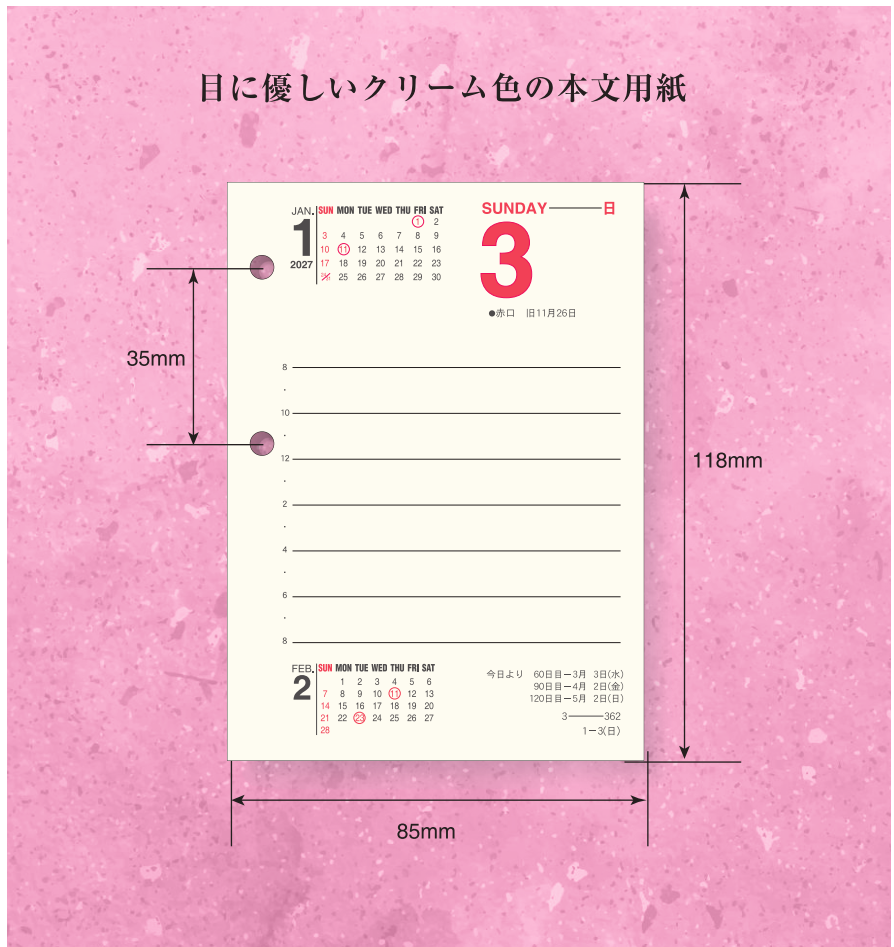 目に優しいクリーム色の本文用紙
JAN.
1
2027
SUN MON TUE WED THU FRI SAT
1 2
3 4 5 6 7 8 9
10 11 12 13 14 15 16
17 18 19 20 21 22 23
25 26 27 28 29 30
SUNDAY 日
3
●赤口 旧11月26日
35mm
8
・
10
・
12
・
2
・
4
・
6
・
8
118mm
FEB.
2
SUN MON TUE WED THU FRI SAT
1 2 3 4 5 6
7 8 9 10 11 12 13
14 15 16 17 18 19 20
21 22 23 24 25 26 27
28
今日より 60日目ー3月 3日(水)
90日目ー4月 2日(金)
120日目ー5月 2日(日)
3────362
1ー3(日)
85mm